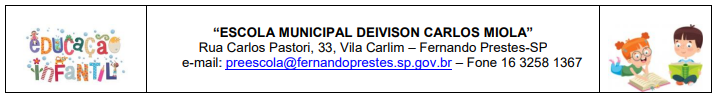 educação
infantil
“ESCOLA MUNICIPAL DEIVISON CARLOS MIOLA”
Rua Carlos Pastori, 33, Vila Carlim – Fernando Prestes-SP
e-mail: preescola@fernandoprestes.sp.gov.br – Fone 16 3258 1367